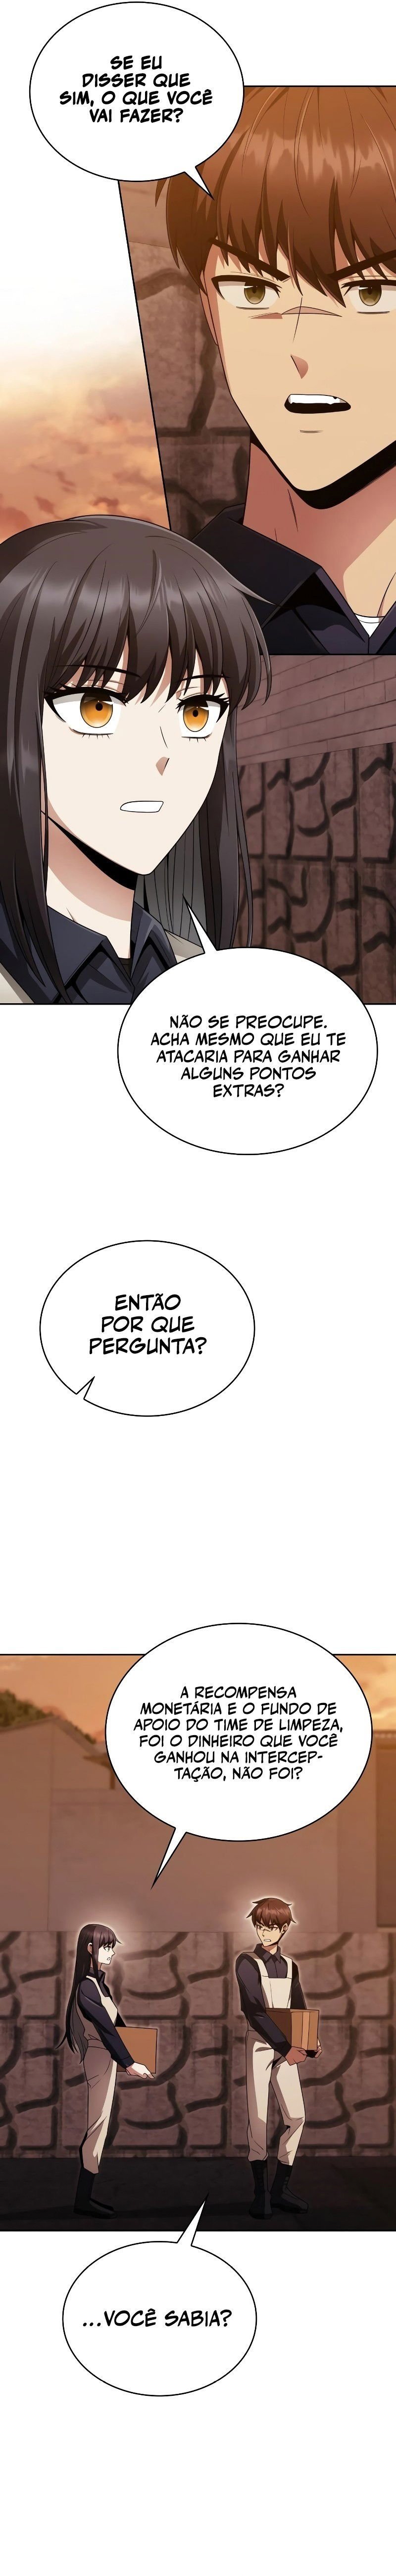 SE EU
DISSER QUE
SIM, O QUE VOCÊ
VAI FAZER?
NÃO SE PREOCUPE.
ACHA MESMO QUE EU TE
ATACARIA PARA GANHAR
ALGUNS PONTOS
EXTRAS?
ENTÃO
POR QUE
PERGUNTA?
A RECOMPENSA
MONETÁRIA E O FUNDO DE
APOIO DO TIME DE LIMPEZA,
FOI O DINHEIRO QUE VOCÊ
GANHOU NA INTERCEP-
TAÇÃO, NÃO FOI?
...VOCÊ SABIA?